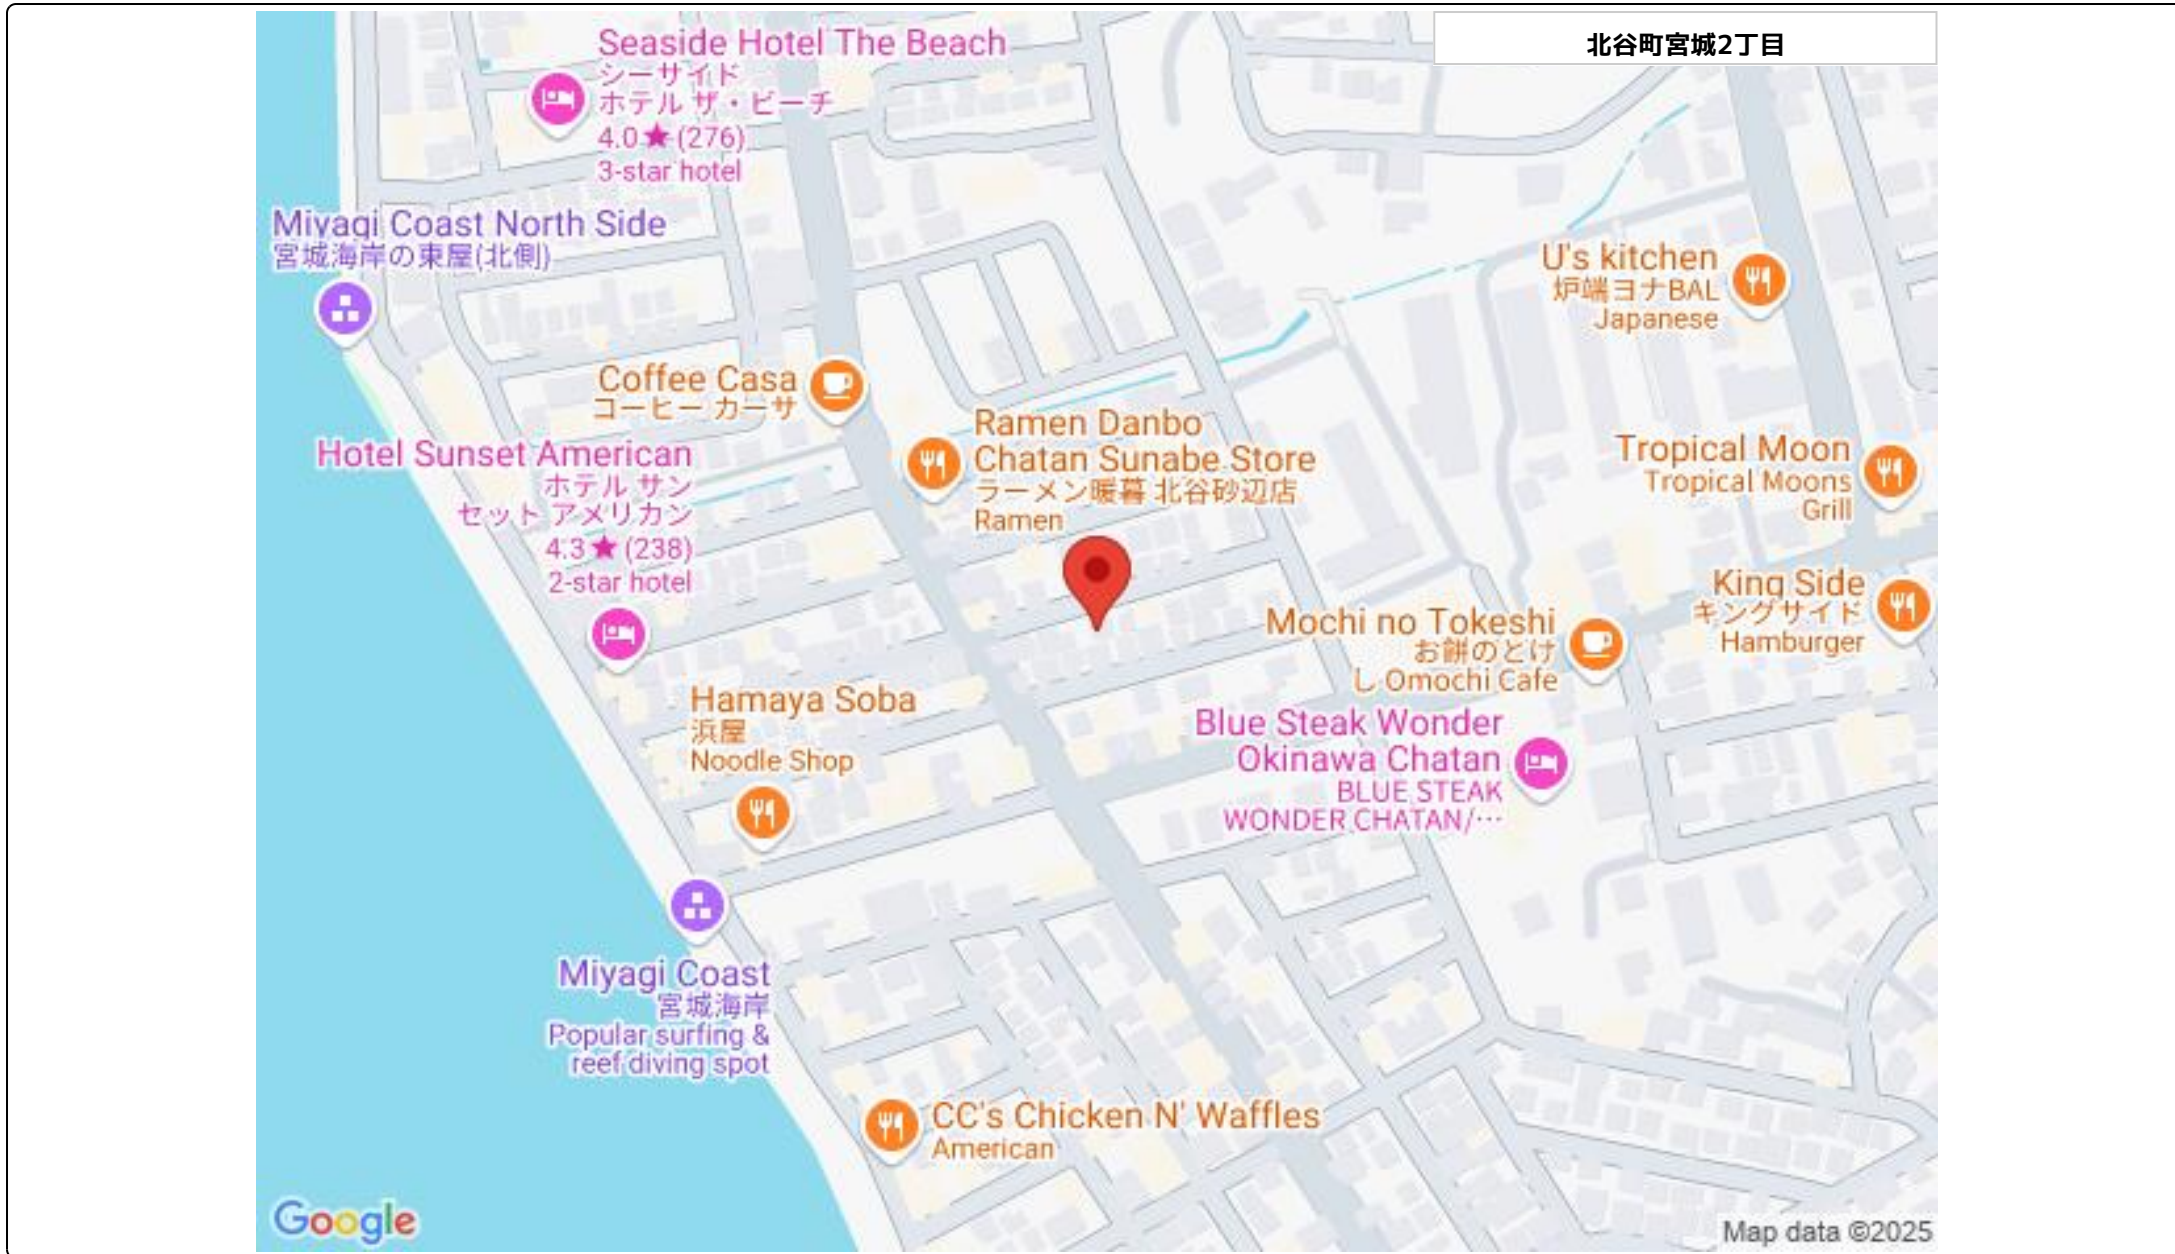 北谷町宮城2丁目
Seaside Hotel The Beach
シーサイド
ホテル ザ・ビーチ
4.0★(276)
3-star hotel
Miyagi Coast North Side
宮城海岸の東屋(北側)
U's kitchen
炉端ヨナBAL
Japanese
Coffee Casa
コーヒー カーサ
Ramen Danbo
Chatan Sunabe Store
ラーメン暖暮 北谷砂辺店
Ramen
Hotel Sunset American
ホテル サン
セット アメリカン
4.3★(238)
2-star hotel
Tropical Moon
Tropical Moons
Grill
King Side
キングサイド
Hamburger
Mochi no Tokeshi
お餅のとけ
し Omochi Cafe
Hamaya Soba
浜屋
Noodle Shop
Blue Steak Wonder
Okinawa Chatan
BLUE STEAK
WONDER CHATAN/…
Miyagi Coast
宮城海岸
Popular surfing &
reef diving spot
CC's Chicken N' Waffles
American
Google
Map data ©2025